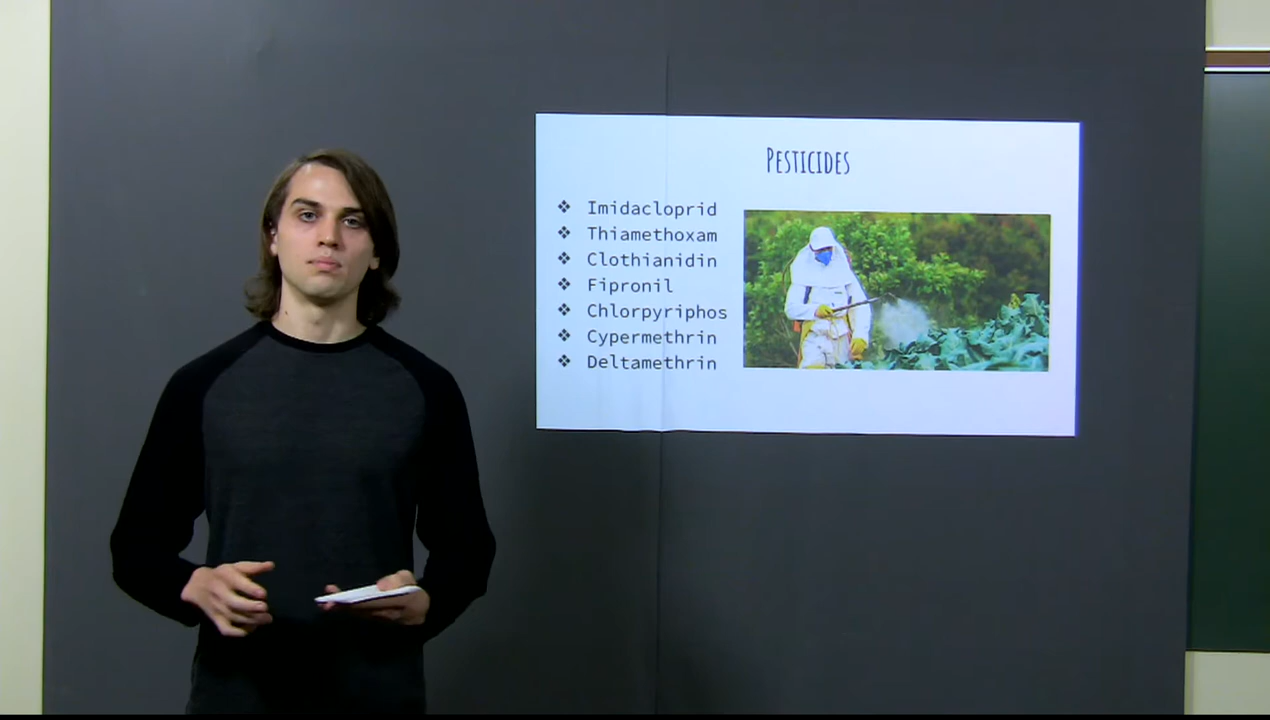 PESTICIDES
❖ Imidacloprid
❖ Thiamethoxam
❖ Clothianidin
❖ Fipronil
❖ Chlorpyriphos
❖ Cypermethrin
❖ Deltamethrin